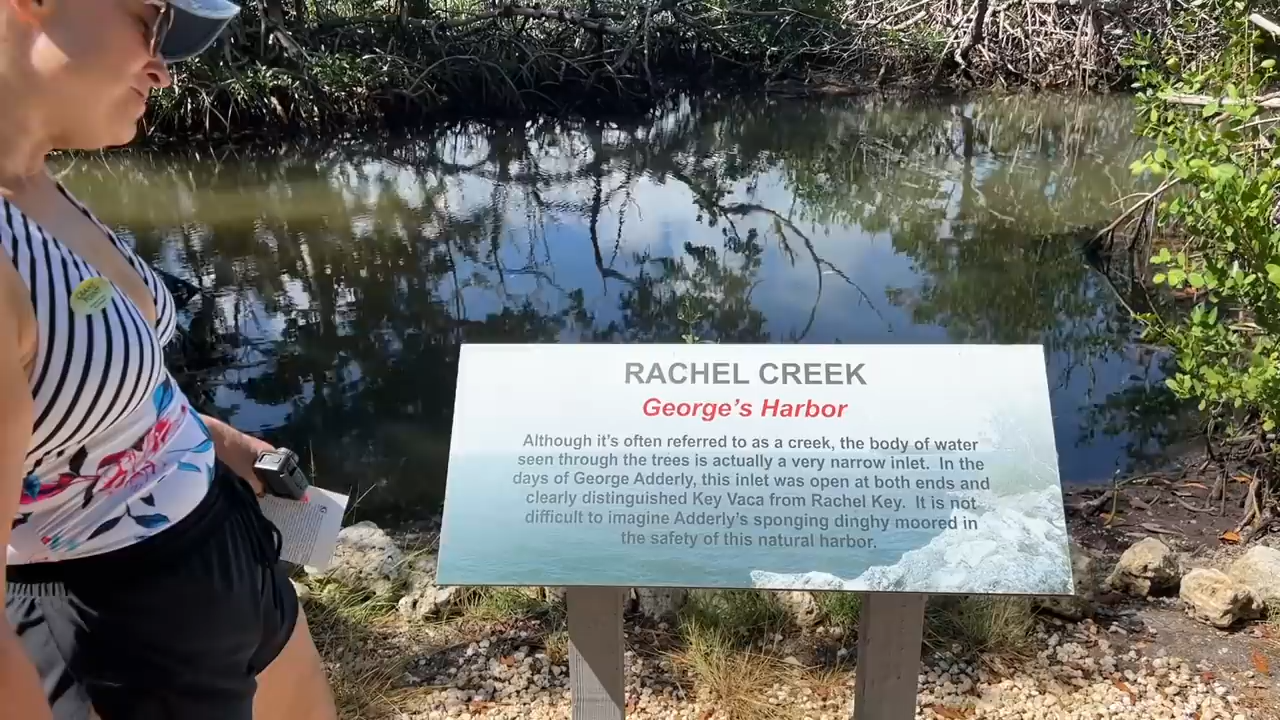 RACHEL CREEK
George's Harbor
Although it's often referred to as a creek, the body of water
seen through the trees is actually a very narrow inlet. In the
days of George Adderly, this inlet was open at both ends and
clearly distinguished Key Vaca from Rachel Key. It is not
difficult to imagine Adderly's sponging dinghy moored in
the safety of this natural harbor.